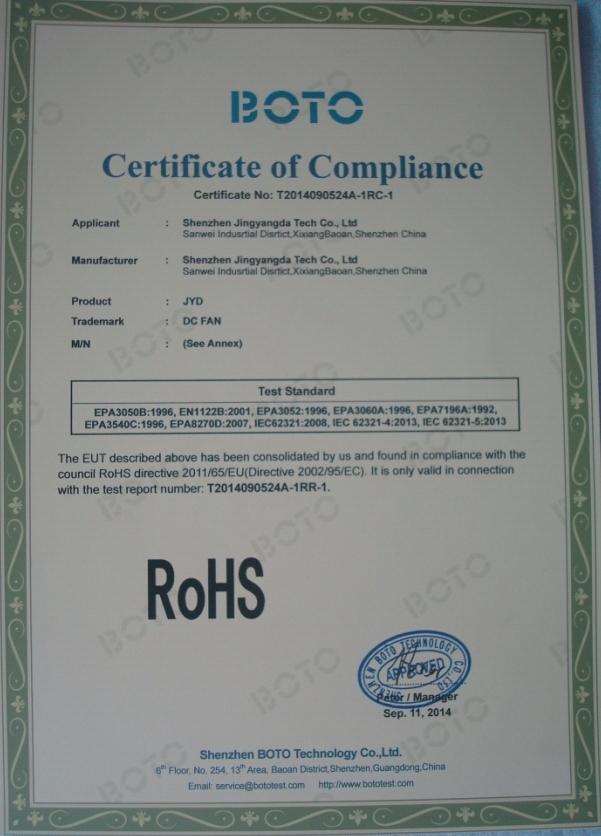 BOTO
Certificate of Compliance
Certificate No: T2014090524A-1RC-1
Applicant : Shenzhen Jingyangda Tech Co., Ltd
Sanwei Indusrtial Disrtict,XixiangBaoan,Shenzhen China
Manufacturer : Shenzhen Jingyangda Tech Co., Ltd
Sanwei Indusrtial Disrtict,XixiangBaoan,Shenzhen China
Product : JYD
Trademark : DC FAN
M/N : (See Annex)
Test Standard
EPA3050B:1996, EN1122B:2001, EPA3052:1996, EPA3060A:1996, EPA7196A:1992,
EPA3540C:1996, EPA8270D:2007, IEC62321:2008, IEC 62321-4:2013, IEC 62321-5:2013
The EUT described above has been consolidated by us and found in compliance with the
council RoHS directive 2011/65/EU(Directive 2002/95/EC). It is only valid in connection
with the test report number: T2014090524A-1RR-1.
RoHS
SHENZHEN BOTO TECHNOLOGY CO.,LTD.
APPROVED
Peter / Manager
Sep. 11, 2014
Shenzhen BOTO Technology Co.,Ltd.
6th Floor, No. 254, 13th Area, Baoan District,Shenzhen,Guangdong,China
Email: service@bototest.com http://www.bototest.com